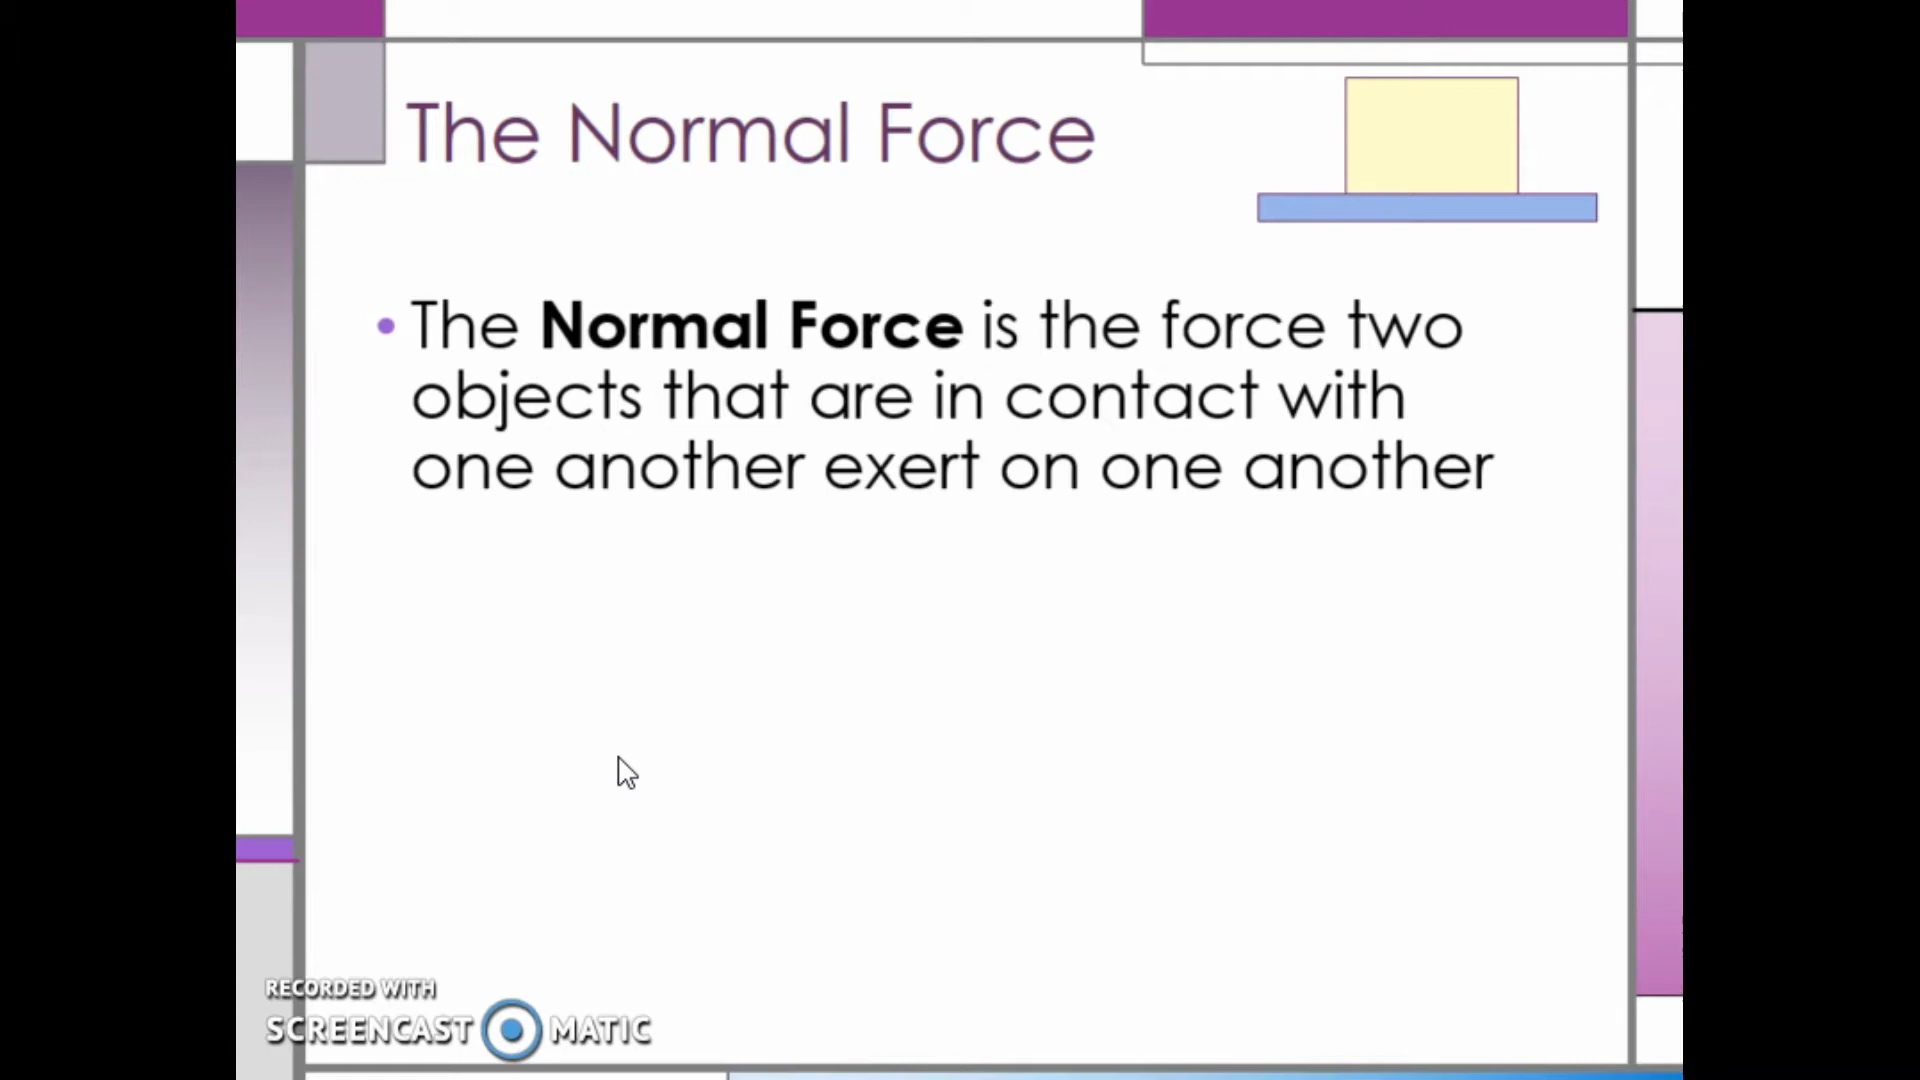 The Normal Force
• The Normal Force is the force two
objects that are in contact with
one another exert on one another
RECORDED WITH
SCREENCAST MATIC